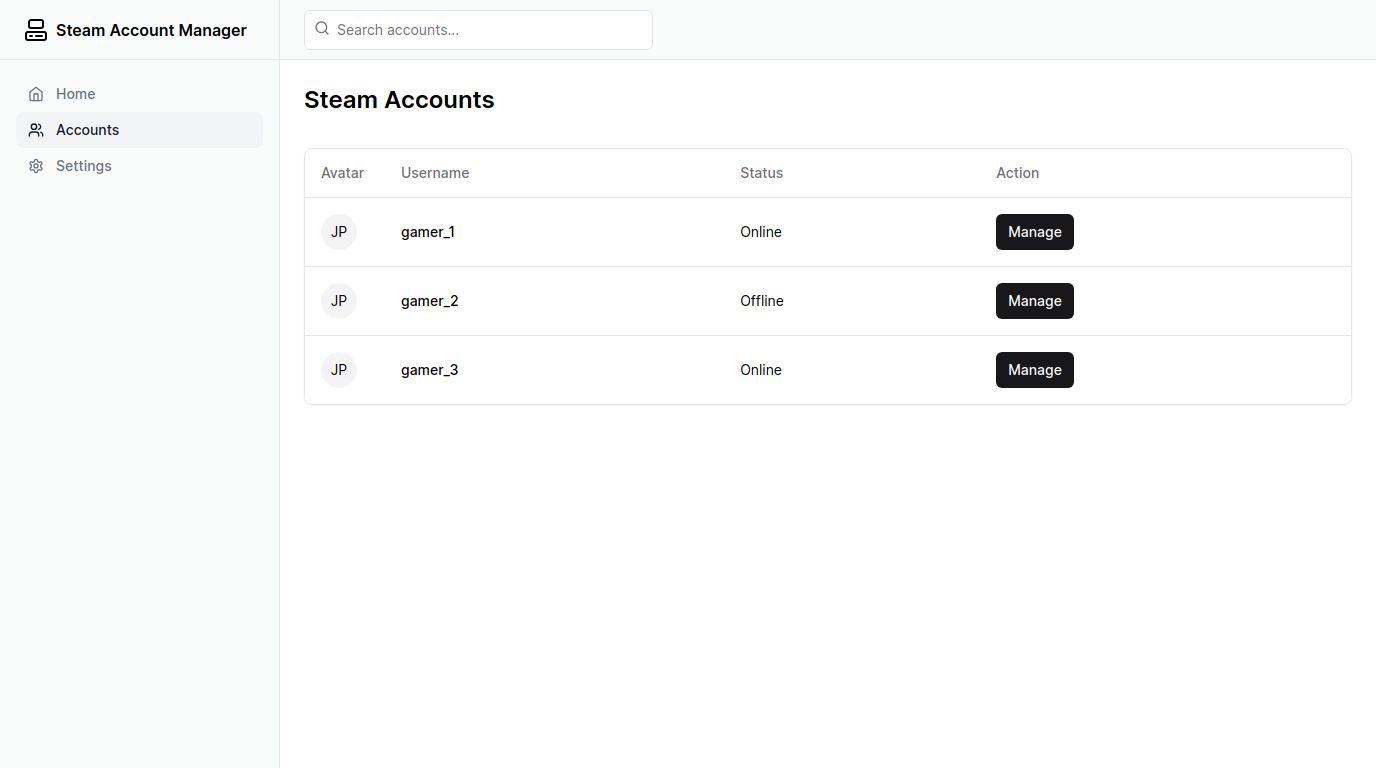 Steam Account Manager
Search accounts...
Home
Accounts
Settings
Steam Accounts
Avatar Username Status Action
JP gamer_1 Online Manage
JP gamer_2 Offline Manage
JP gamer_3 Online Manage